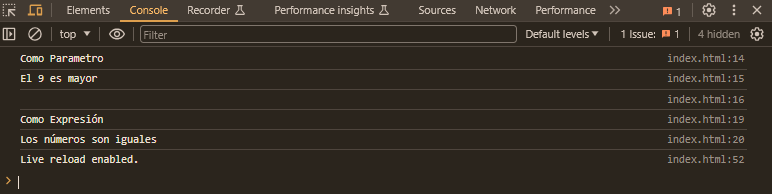 Elements Console Recorder Performance insights Sources Network Performance 1
top Filter Default levels 1 Issue: 1 4 hidden
Como Parametro index.html:14
El 9 es mayor index.html:15
index.html:16
Como Expresión index.html:19
Los números son iguales index.html:20
Live reload enabled. index.html:52